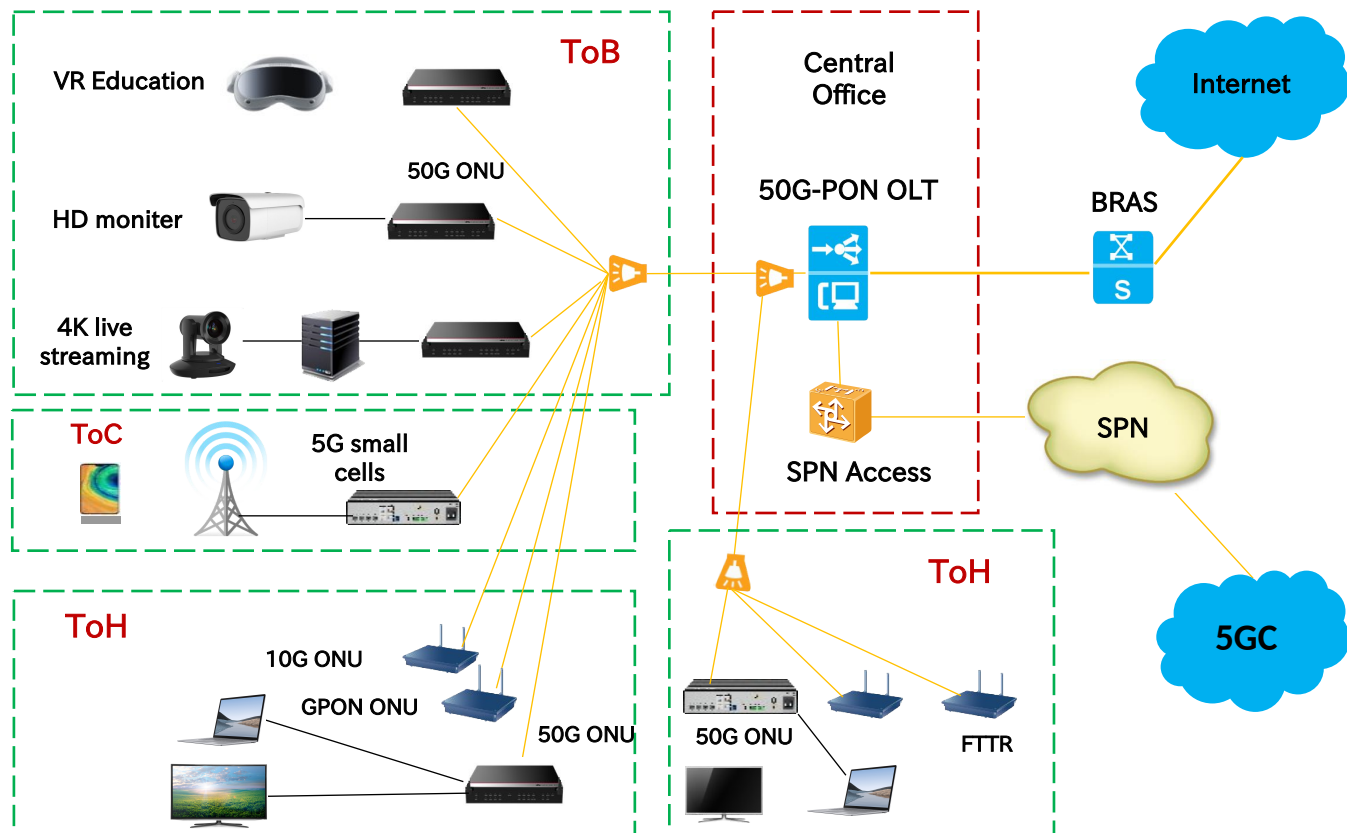 ToB
VR Education
50G ONU
HD moniter
4K live
streaming
Central
Office
50G-PON OLT
SPN Access
Internet
BRAS
S
SPN
5GC
ToC
5G small
cells
ToH
10G ONU
GPON ONU
50G ONU
ToH
50G ONU
FTTR